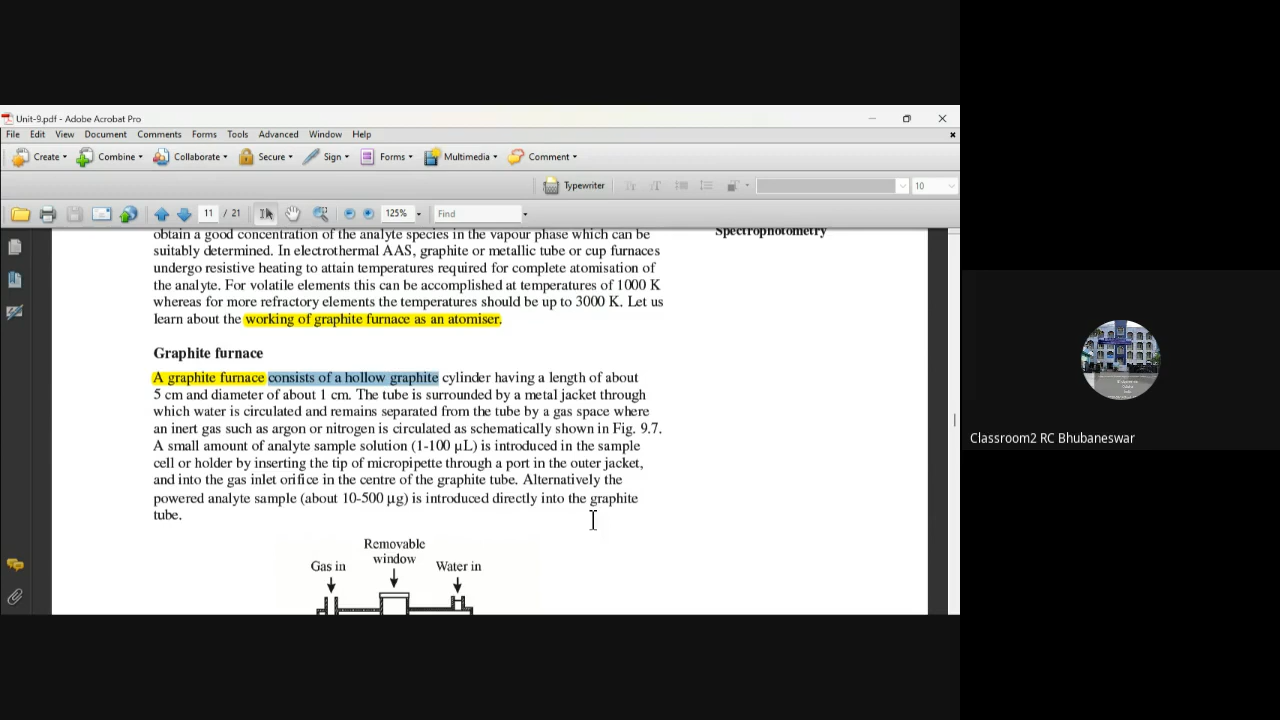 Unit-9.pdf - Adobe Acrobat Pro
File Edit View Document Comments Forms Tools Advanced Window Help
Create Combine Collaborate Secure Sign Forms Multimedia Comment
Typewriter 10
11 / 21 125% Find
obtain a good concentration of the analyte species in the vapour phase which can be
Spectrophotometry
suitably determined. In electrothermal AAS, graphite or metallic tube or cup furnaces
undergo resistive heating to attain temperatures required for complete atomisation of
the analyte. For volatile elements this can be accomplished at temperatures of 1000 K
whereas for more refractory elements the temperatures should be up to 3000 K. Let us
learn about the working of graphite furnace as an atomiser.
Graphite furnace
A graphite furnace consists of a hollow graphite cylinder having a length of about
5 cm and diameter of about 1 cm. The tube is surrounded by a metal jacket through
which water is circulated and remains separated from the tube by a gas space where
an inert gas such as argon or nitrogen is circulated as schematically shown in Fig. 9.7.
A small amount of analyte sample solution (1-100 µL) is introduced in the sample
cell or holder by inserting the tip of micropipette through a port in the outer jacket,
and into the gas inlet orifice in the centre of the graphite tube. Alternatively the
powered analyte sample (about 10-500 µg) is introduced directly into the graphite
tube.
Removable
window
Gas in
Water in
Classroom2 RC Bhubaneswar